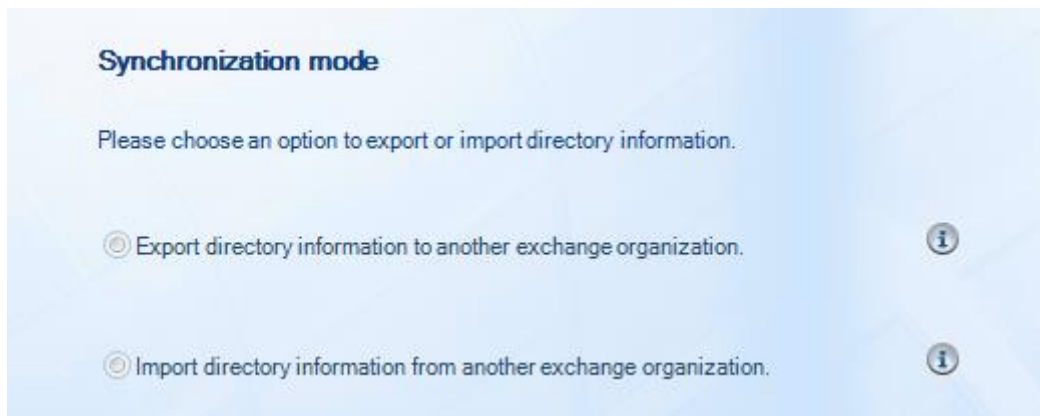 Synchronization mode
Please choose an option to export or import directory information.
Export directory information to another exchange organization.
Import directory information from another exchange organization.